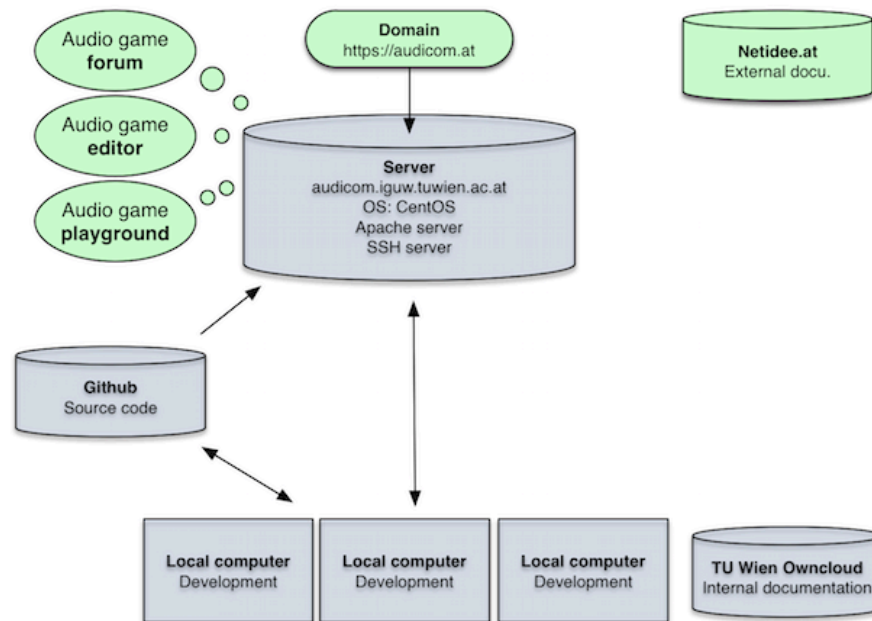 Audio game
forum
Audio game
editor
Audio game
playground
Domain
https://audicom.at
Netidee.at
External docu.
Server
audicom.iguw.tuwien.ac.at
OS: CentOS
Apache server
SSH server
Github
Source code
Local computer
Development
Local computer
Development
Local computer
Development
TU Wien Owncloud
Internal documentation